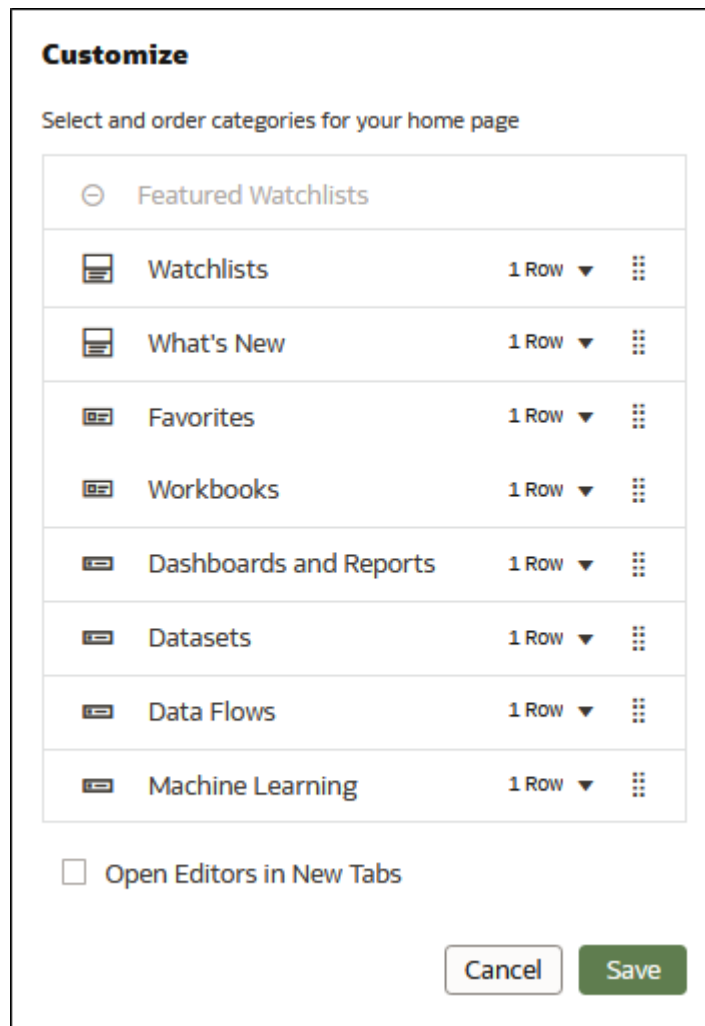 Customize
Select and order categories for your home page
Featured Watchlists
Watchlists 1 Row
What's New 1 Row
Favorites 1 Row
Workbooks 1 Row
Dashboards and Reports 1 Row
Datasets 1 Row
Data Flows 1 Row
Machine Learning 1 Row
Open Editors in New Tabs
Cancel Save